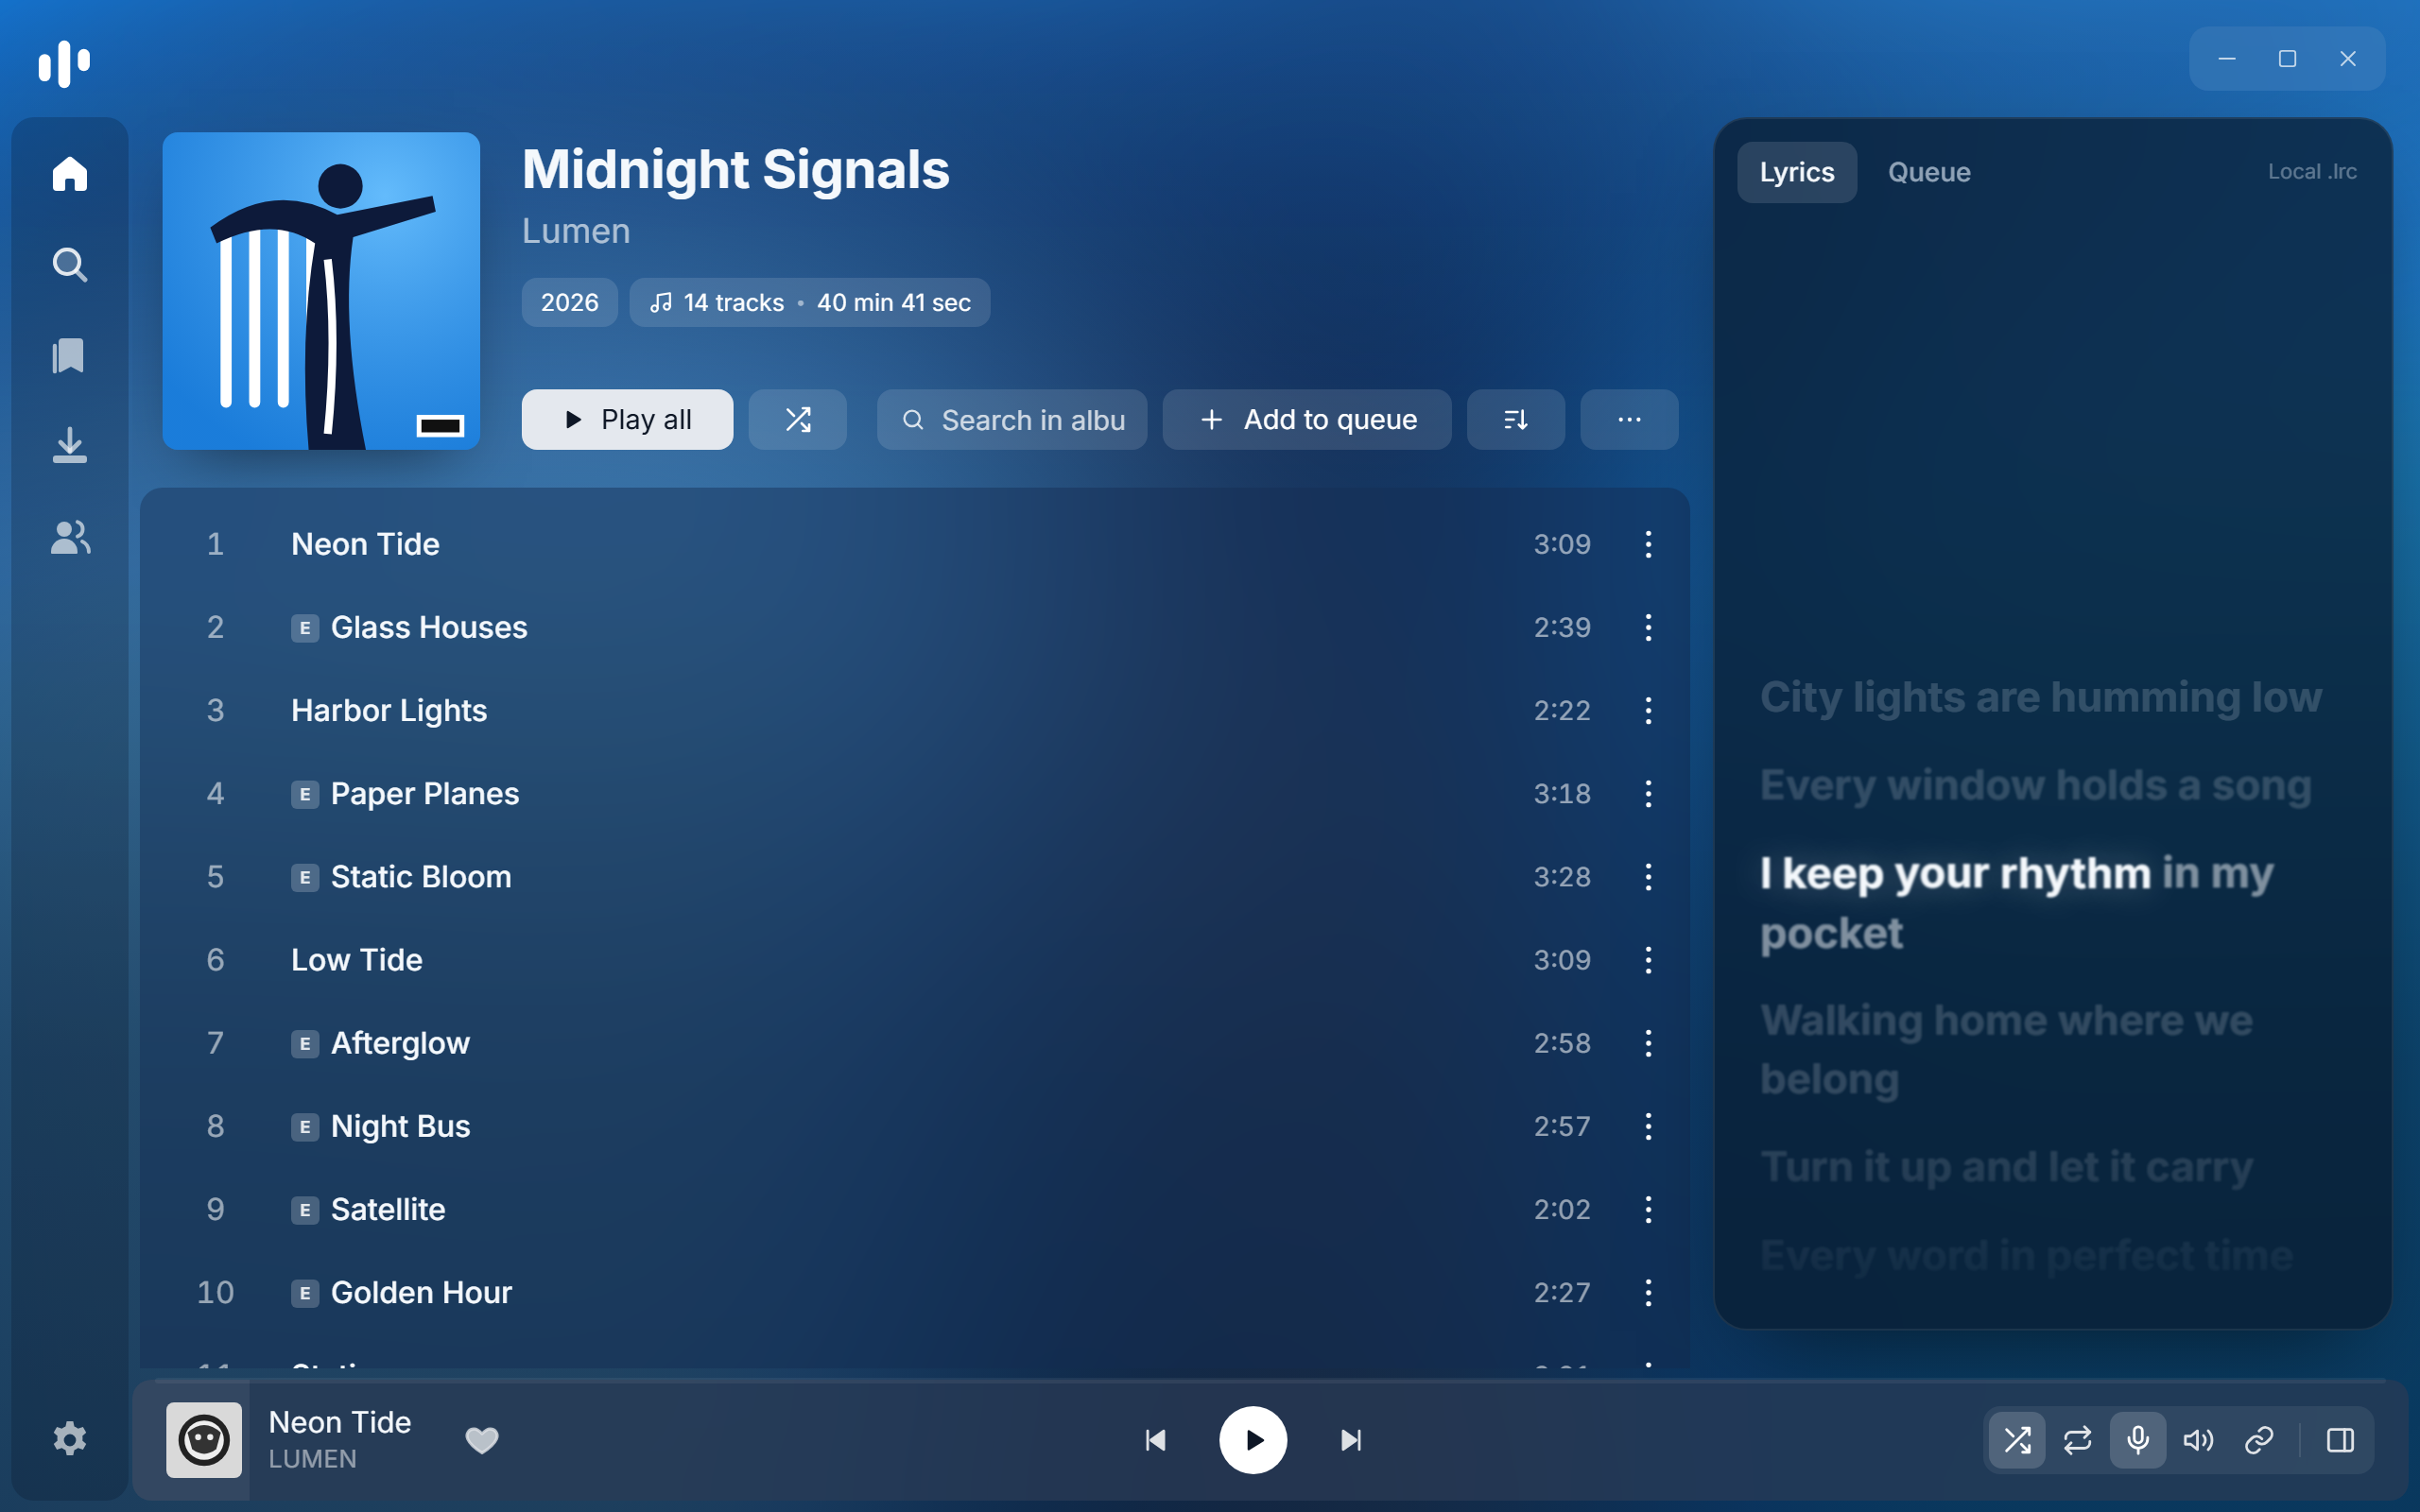 Midnight Signals
Lumen
2026
14 tracks • 40 min 41 sec
Play all
Search in albu
Add to queue
1 Neon Tide 3:09
2 E Glass Houses 2:39
3 Harbor Lights 2:22
4 E Paper Planes 3:18
5 E Static Bloom 3:28
6 Low Tide 3:09
7 E Afterglow 2:58
8 E Night Bus 2:57
9 E Satellite 2:02
10 E Golden Hour 2:27
Lyrics
Queue
Local .lrc
City lights are humming low
Every window holds a song
I keep your rhythm in my
pocket
Walking home where we
belong
Turn it up and let it carry
Every word in perfect time
Neon Tide
LUMEN